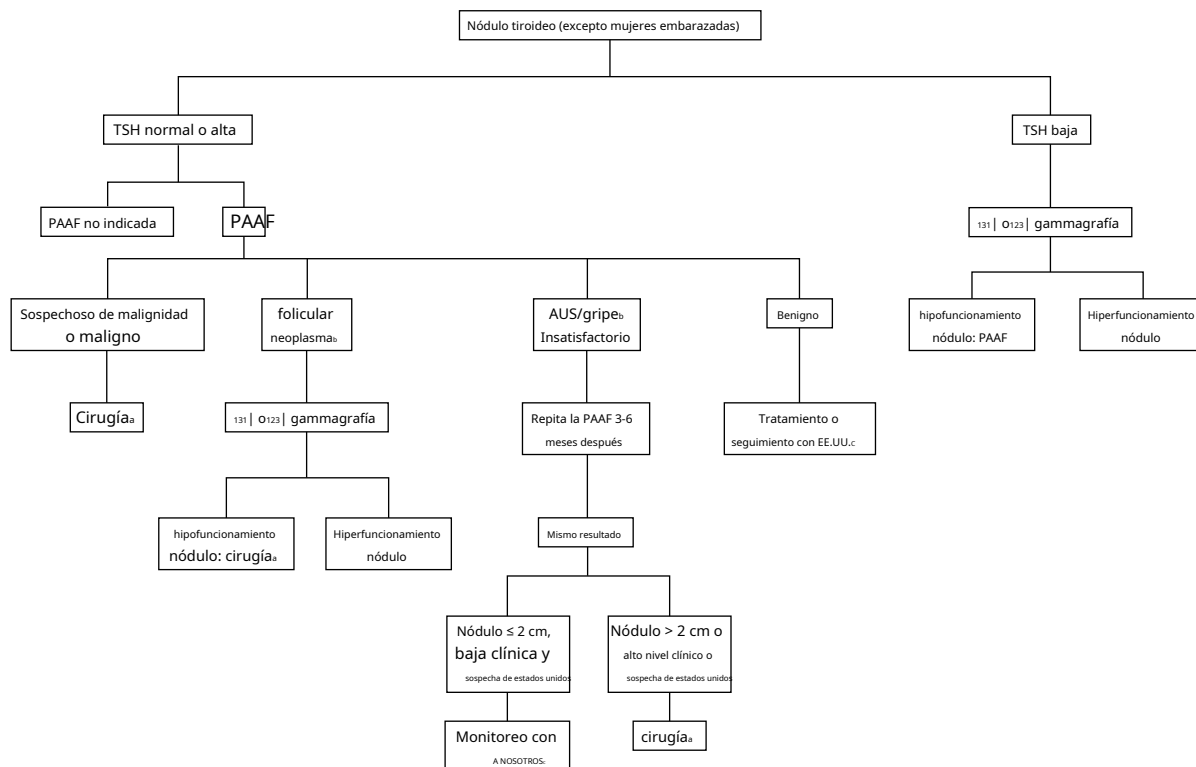 Nódulo tiroideo (excepto mujeres embarazadas)
TSH normal o alta
TSH baja
PAAF no indicada
PAAF
131| o123| gammagrafía
Sospechoso de malignidad
o maligno
folicular
neoplasmab
AUS/gripeb
Insatisfactorio
Benigno
hipofuncionamiento
nódulo: PAAF
Hiperfuncionamiento
nódulo
Cirugíaa
131| o123| gammagrafía
Repita la PAAF 3-6
meses después
Tratamiento o
seguimiento con EE.UU.c
hipofuncionamiento
nódulo: cirugíaa
Hiperfuncionamiento
nódulo
Mismo resultado
Nódulo ≤ 2 cm,
baja clínica y
sospecha de estados unidos
Nódulo > 2 cm o
alto nivel clínico o
sospecha de estados unidos
Monitoreo con
A NOSOTROS:
cirugíaa